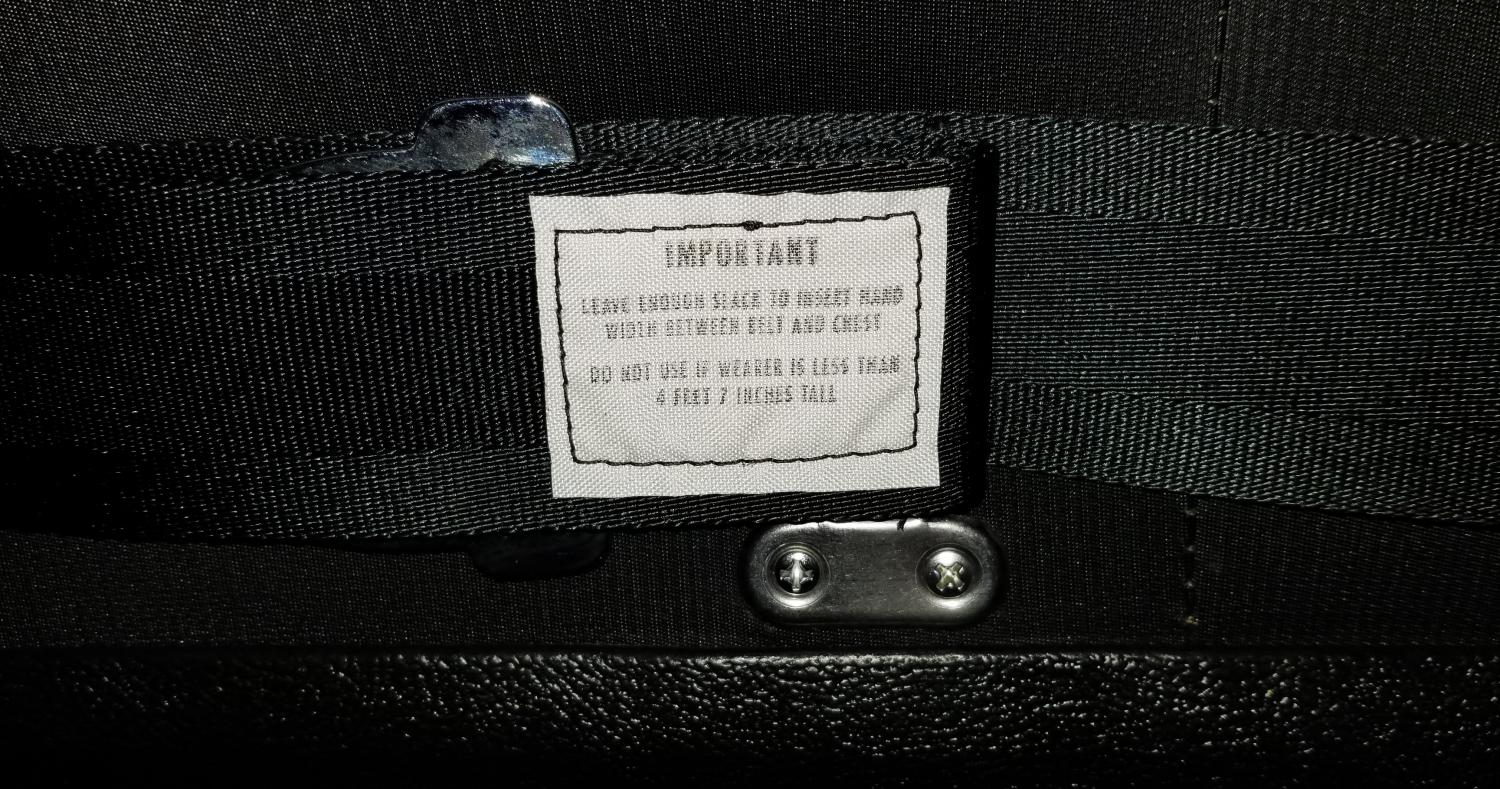 IMPORTANT
LEAVE ENOUGH SLACK TO INSERT HAND
WIDTH BETWEEN BELT AND CHEST
DO NOT USE IF WEARER IS LESS THAN
4 FEET 7 INCHES TALL